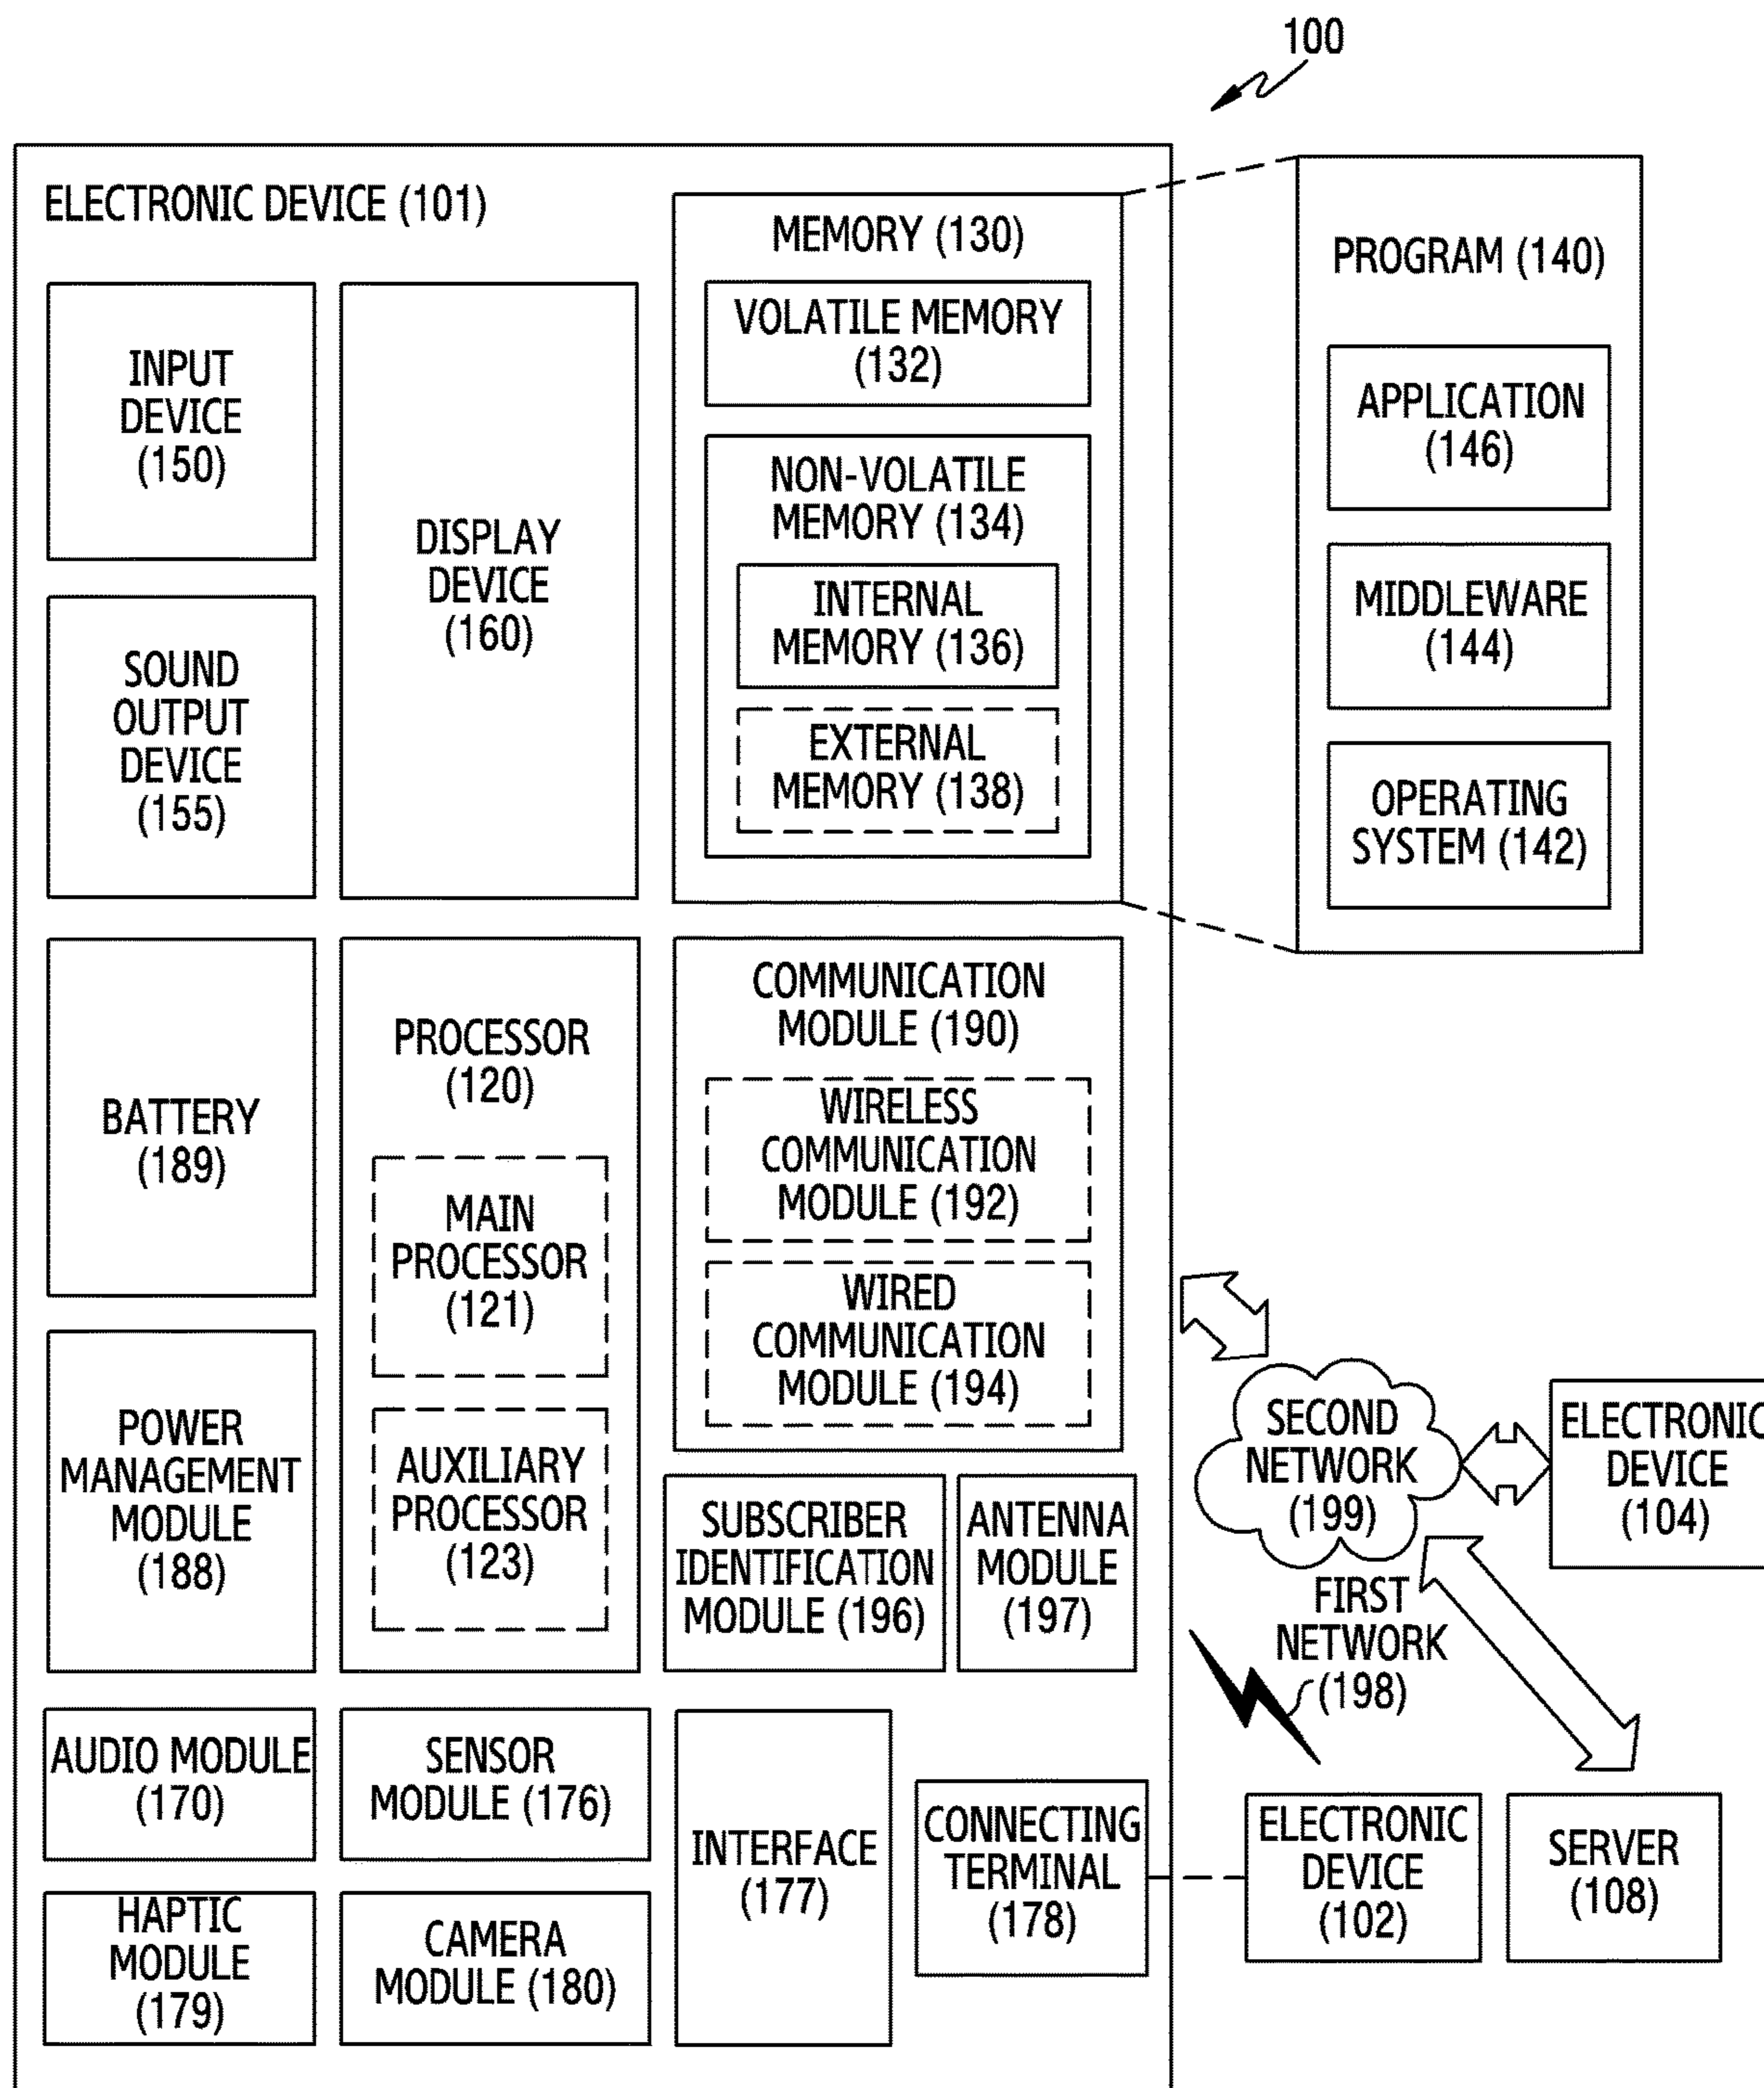 100
ELECTRONIC DEVICE (101)
INPUT
DEVICE
(150)
DISPLAY
DEVICE
(160)
SOUND
OUTPUT
DEVICE
(155)
MEMORY (130)
VOLATILE MEMORY
(132)
NON-VOLATILE
MEMORY (134)
INTERNAL
MEMORY (136)
EXTERNAL
MEMORY (138)
PROGRAM (140)
APPLICATION
(146)
MIDDLEWARE
(144)
OPERATING
SYSTEM (142)
BATTERY
(189)
POWER
MANAGEMENT
MODULE
(188)
PROCESSOR
(120)
MAIN
PROCESSOR
(121)
AUXILIARY
PROCESSOR
(123)
COMMUNICATION
MODULE (190)
WIRELESS
COMMUNICATION
MODULE (192)
WIRED
COMMUNICATION
MODULE (194)
SUBSCRIBER
IDENTIFICATION
MODULE (196)
ANTENNA
MODULE
(197)
SECOND
NETWORK
(199)
ELECTRONIC
DEVICE
(104)
FIRST
NETWORK
(198)
AUDIO MODULE
(170)
SENSOR
MODULE (176)
HAPTIC
MODULE
(179)
CAMERA
MODULE (180)
INTERFACE
(177)
CONNECTING
TERMINAL
(178)
ELECTRONIC
DEVICE
(102)
SERVER
(108)